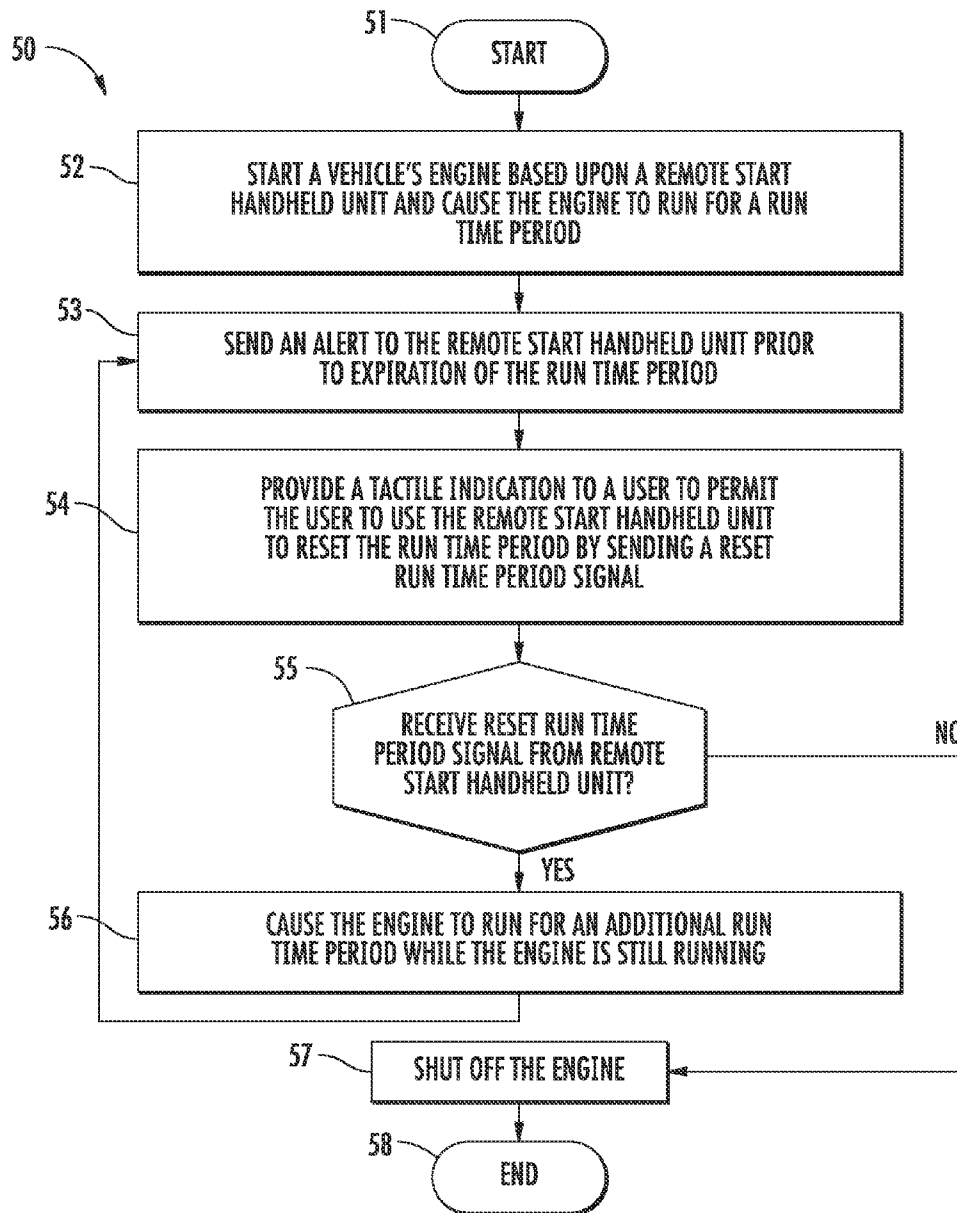 50
51
START
52
START A VEHICLE'S ENGINE BASED UPON A REMOTE START
HANDHELD UNIT AND CAUSE THE ENGINE TO RUN FOR A RUN
TIME PERIOD
53
SEND AN ALERT TO THE REMOTE START HANDHELD UNIT PRIOR
TO EXPIRATION OF THE RUN TIME PERIOD
54
PROVIDE A TACTILE INDICATION TO A USER TO PERMIT
THE USER TO USE THE REMOTE START HANDHELD UNIT
TO RESET THE RUN TIME PERIOD BY SENDING A RESET
RUN TIME PERIOD SIGNAL
55
RECEIVE RESET RUN TIME
PERIOD SIGNAL FROM REMOTE
START HANDHELD UNIT?
NO
YES
56
CAUSE THE ENGINE TO RUN FOR AN ADDITIONAL RUN
TIME PERIOD WHILE THE ENGINE IS STILL RUNNING
57
SHUT OFF THE ENGINE
58
END